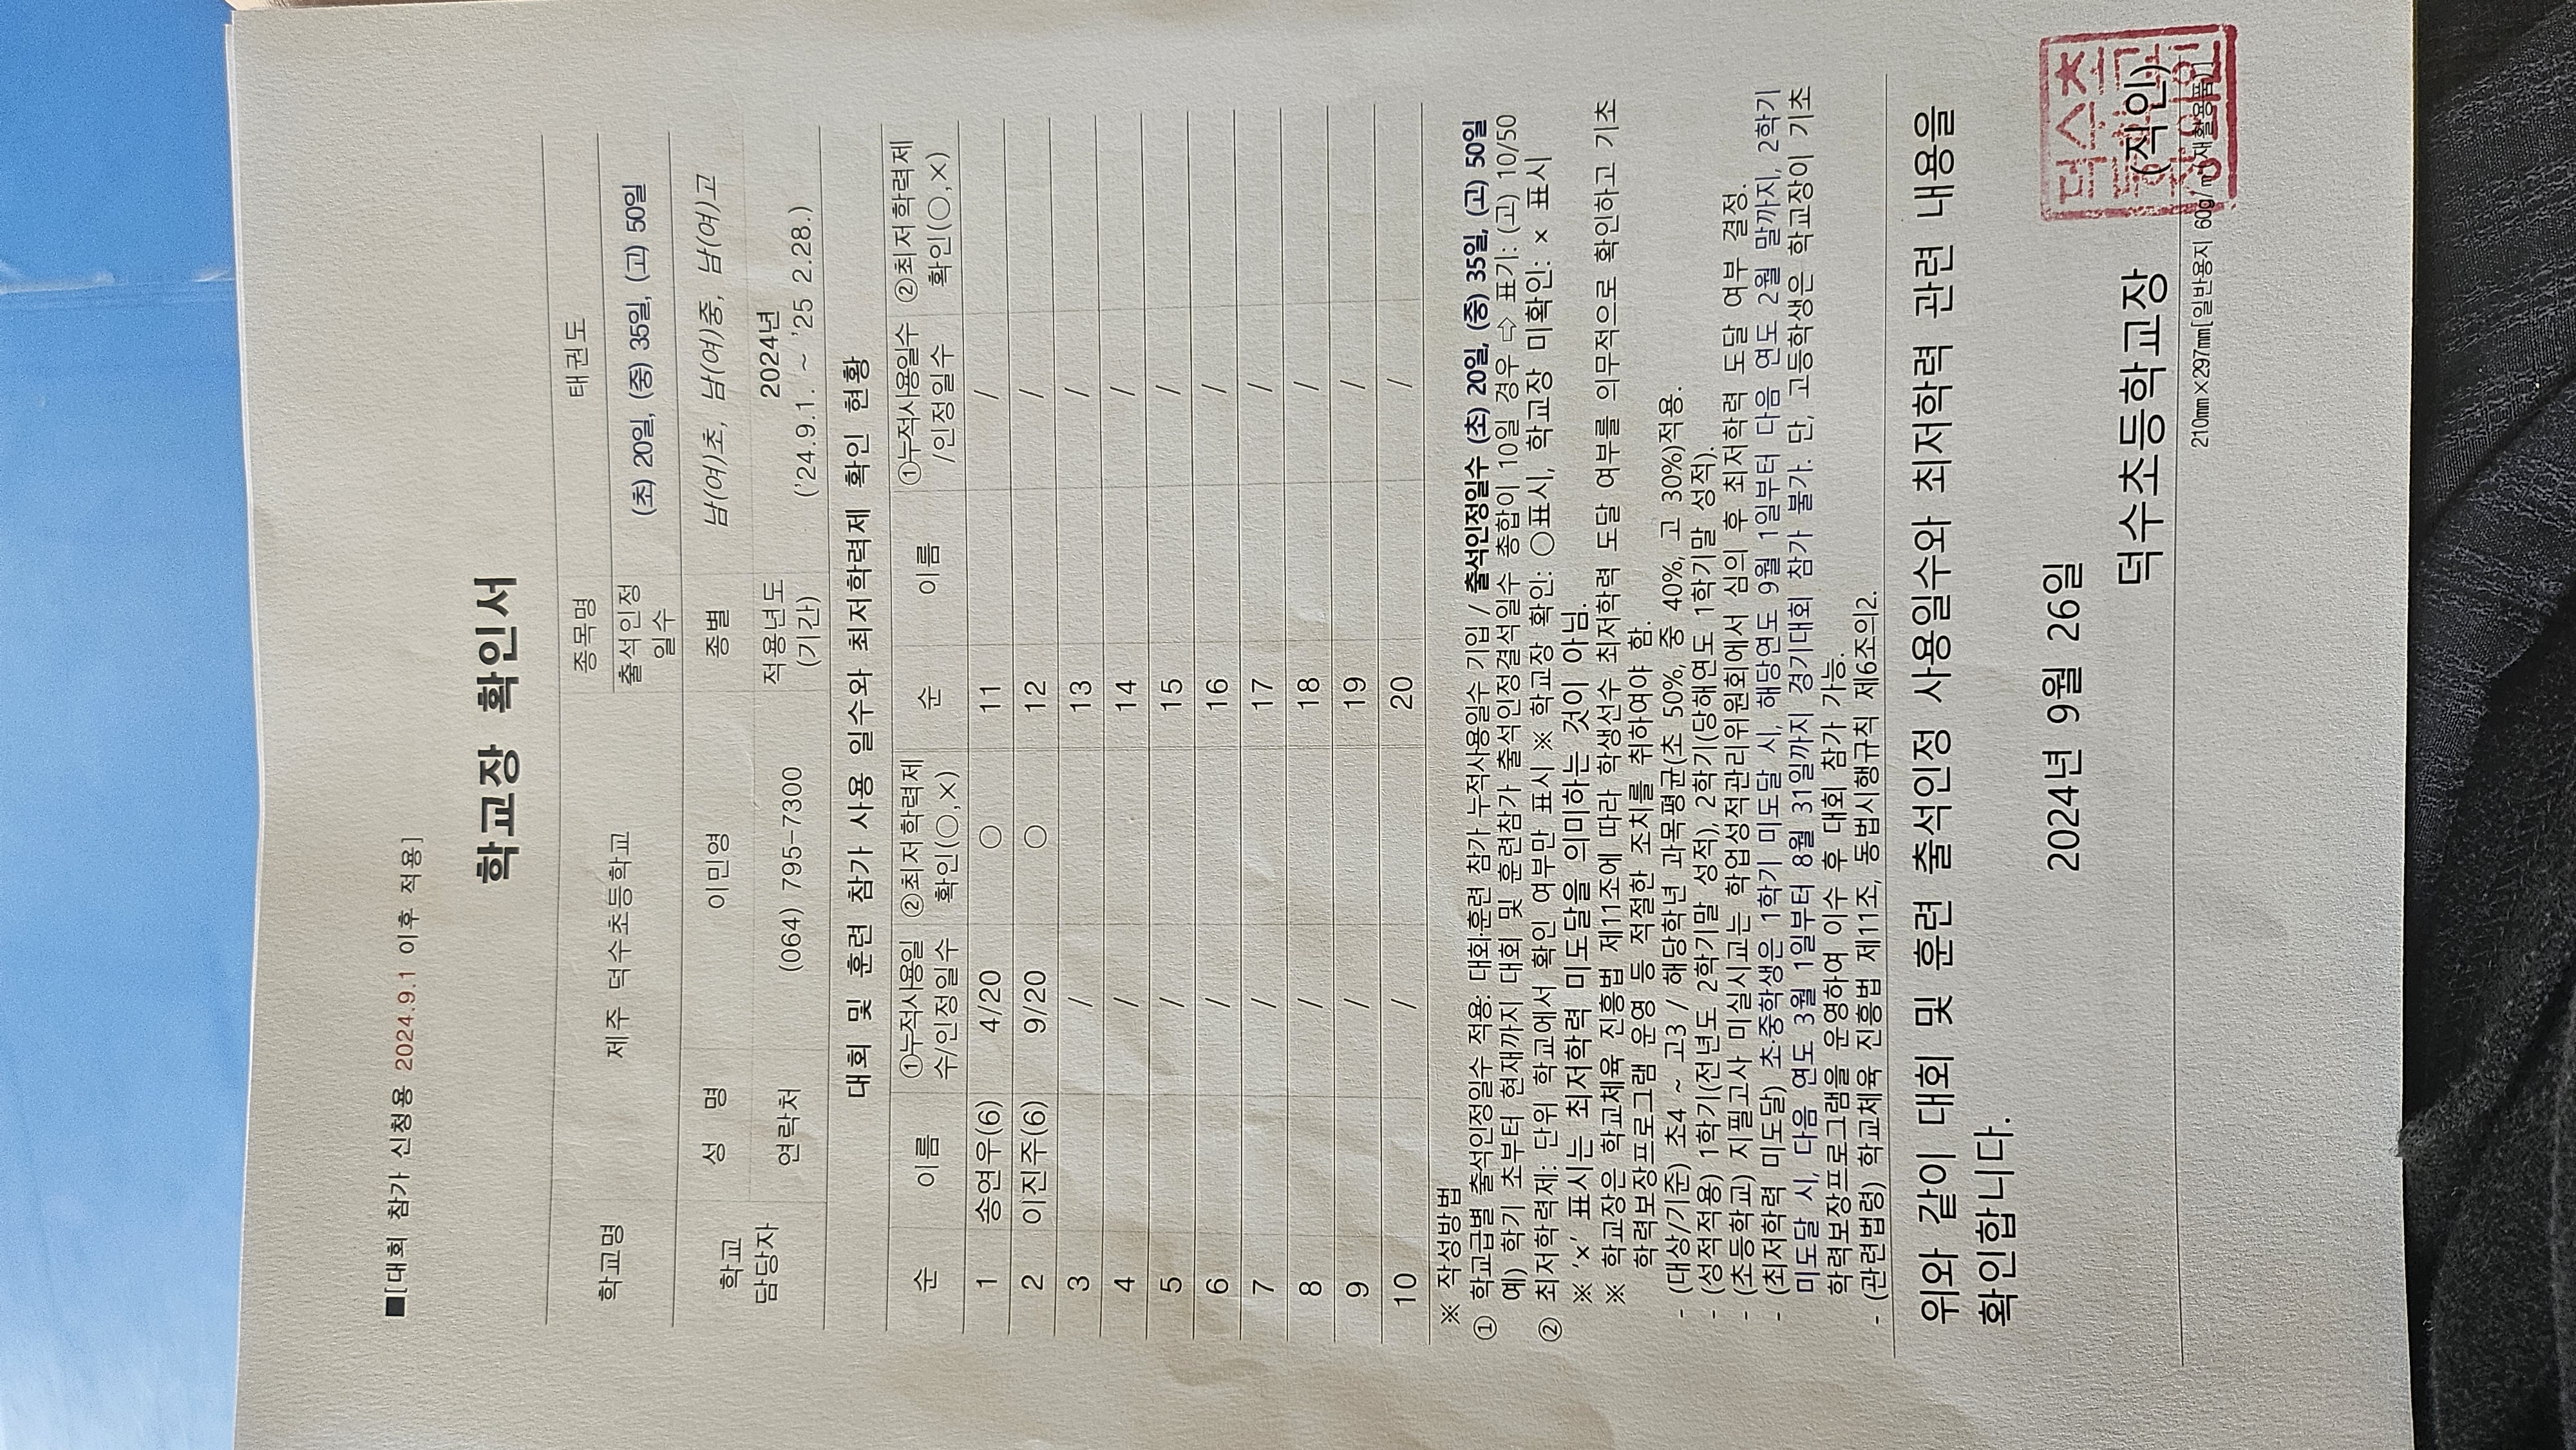 ■[대회 참가 신청용 2024.9.1 이후 적용]
학교장 확인서
학교명 제주 덕수초등학교 종목명 태권도
출석인정일수 (초) 20일, (중) 35일, (고) 50일
학교 담당자 성 명 이민영 종별 남(여)초, 남(여)중, 남(여)고
연락처 (064) 795-7300 적용년도 (기간) 2024년 ('24.9.1. ~ '25 2.28.)
대회 및 훈련 참가 사용 일수와 최저학력제 확인 현황
순 이름 ①누적사용일수/인정일수 ②최저학력제 확인(○,×) 순 이름 ①누적사용일수/인정일수 ②최저학력제 확인(○,×)
1 송연우(6) 4/20 ○ 11 /
2 이진주(6) 9/20 ○ 12 /
3 / 13 /
4 / 14 /
5 / 15 /
6 / 16 /
7 / 17 /
8 / 18 /
9 / 19 /
10 / 20 /
※ 작성방법
① 학교급별 출석인정일수 적용: 대회·훈련 참가 누적사용일수 기입 / 출석인정일수 (초) 20일, (중) 35일, (고) 50일
예) 학기 초부터 현재까지 대회 및 훈련참가 출석인정결석일수 총합이 10일 경우 ⇨ 표기: (고) 10/50
② 최저학력제: 단위 학교에서 확인 여부만 표시 ※ 학교장 확인: ○표시, 학교장 미확인: × 표시
※ '×' 표시는 최저학력 미도달을 의미하는 것이 아님.
※ 학교장은 학교체육 진흥법 제11조에 따라 학생선수 최저학력 도달 여부를 의무적으로 확인하고 기초
학력보장프로그램 운영 등 적절한 조치를 취하여야 함.
- (대상/기준) 초4 ~ 고3 / 해당학년 과목평균(초 50%, 중 40%, 고 30%)적용.
- (성적적용) 1학기(전년도 2학기말 성적), 2학기(당해연도 1학기말 성적).
- (초등학교) 지필고사 미실시교는 학업성적관리위원회에서 심의 후 최저학력 도달 여부 결정.
- (최저학력 미도달) 초·중학생은 1학기 미도달 시, 해당연도 9월 1일부터 다음 연도 2월 말까지, 2학기
미도달 시, 다음 연도 3월 1일부터 8월 31일까지 경기대회 참가 불가. 단, 고등학생은 학교장이 기초
학력보장프로그램을 운영하여 이수 후 대회 참가 가능.
- (관련법령) 학교체육 진흥법 제11조, 동법시행규칙 제6조의2.
위와 같이 대회 및 훈련 출석인정 사용일수와 최저학력 관련 내용을
확인합니다.
2024년 9월 26일
덕수초등학교장 (직인)
210㎜×297㎜[일반용지 60g/㎡(재활용품)]